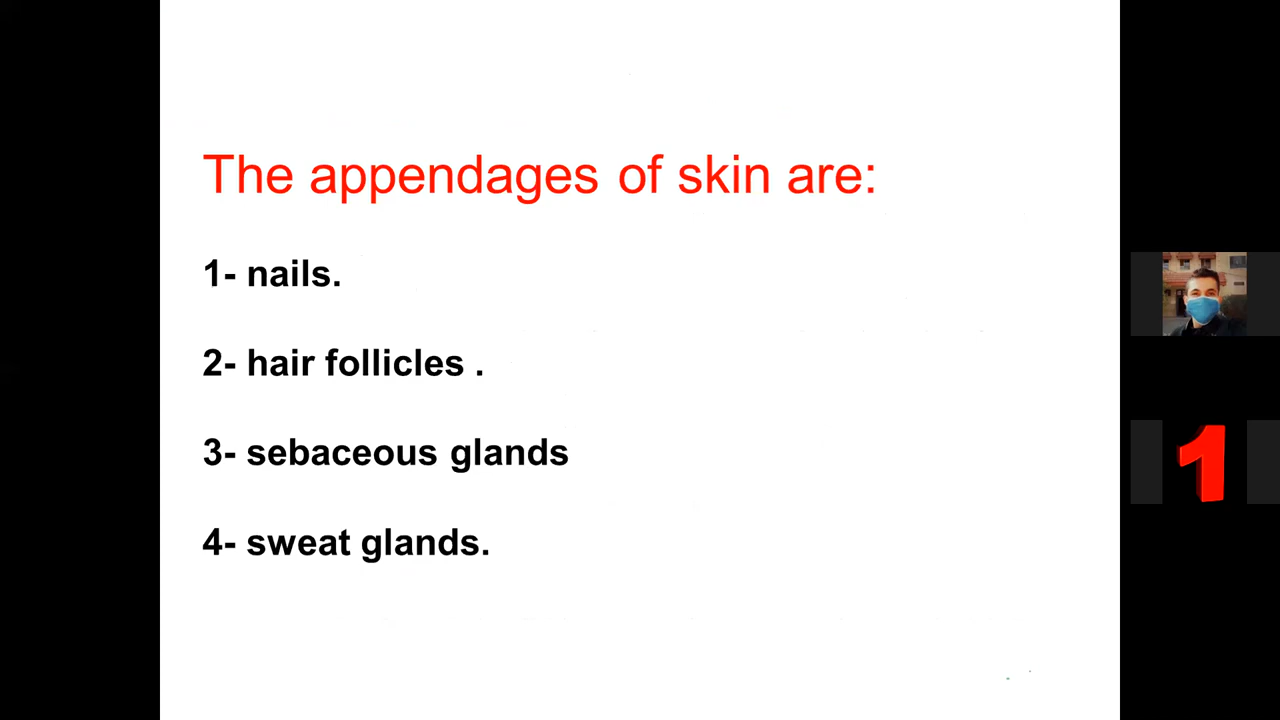 The appendages of skin are:
1- nails.
2- hair follicles .
3- sebaceous glands
4- sweat glands.
1